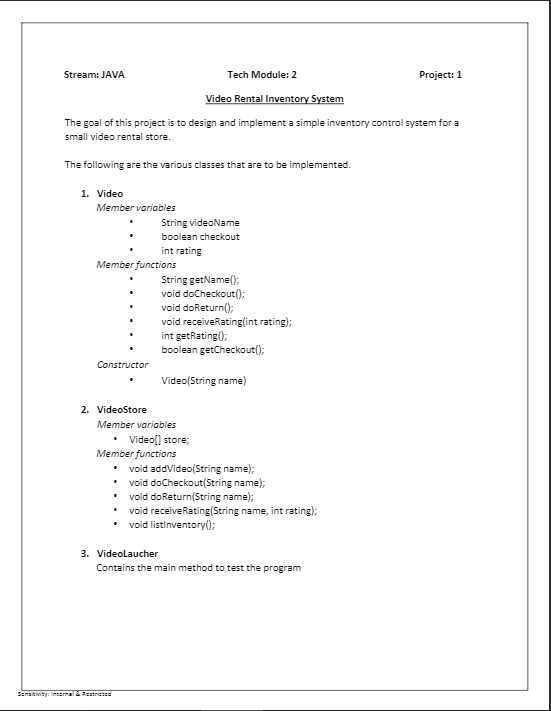 Stream: JAVA Tech Module: 2 Project: 1
Video Rental Inventory System
The goal of this project is to design and implement a simple inventory control system for a
small video rental store.
The following are the various classes that are to be implemented.
1. Video
Member variables
• String videoName
• boolean checkout
• int rating
Member functions
• String getName();
• void doCheckout();
• void doReturn();
• void receiveRating(int rating);
• int getRating();
• boolean getCheckout();
Constructor
• Video(String name)
2. VideoStore
Member variables
• Video[] store;
Member functions
• void addVideo(String name);
• void doCheckout(String name);
• void doReturn(String name);
• void receiveRating(String name, int rating);
• void listInventory();
3. VideoLaucher
Contains the main method to test the program
Sensitivity: Internal & Restricted